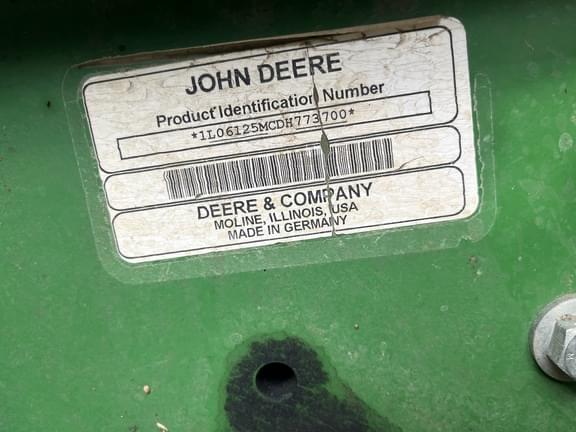 JOHN DEERE
Product Identification Number
*1L06125MCDH773700*
DEERE & COMPANY
MOLINE, ILLINOIS, USA
MADE IN GERMANY